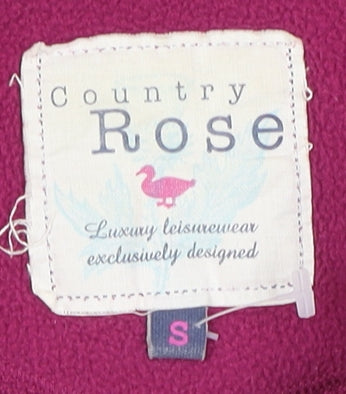 Country
Rose
Luxury leisurewear
exclusively designed
S